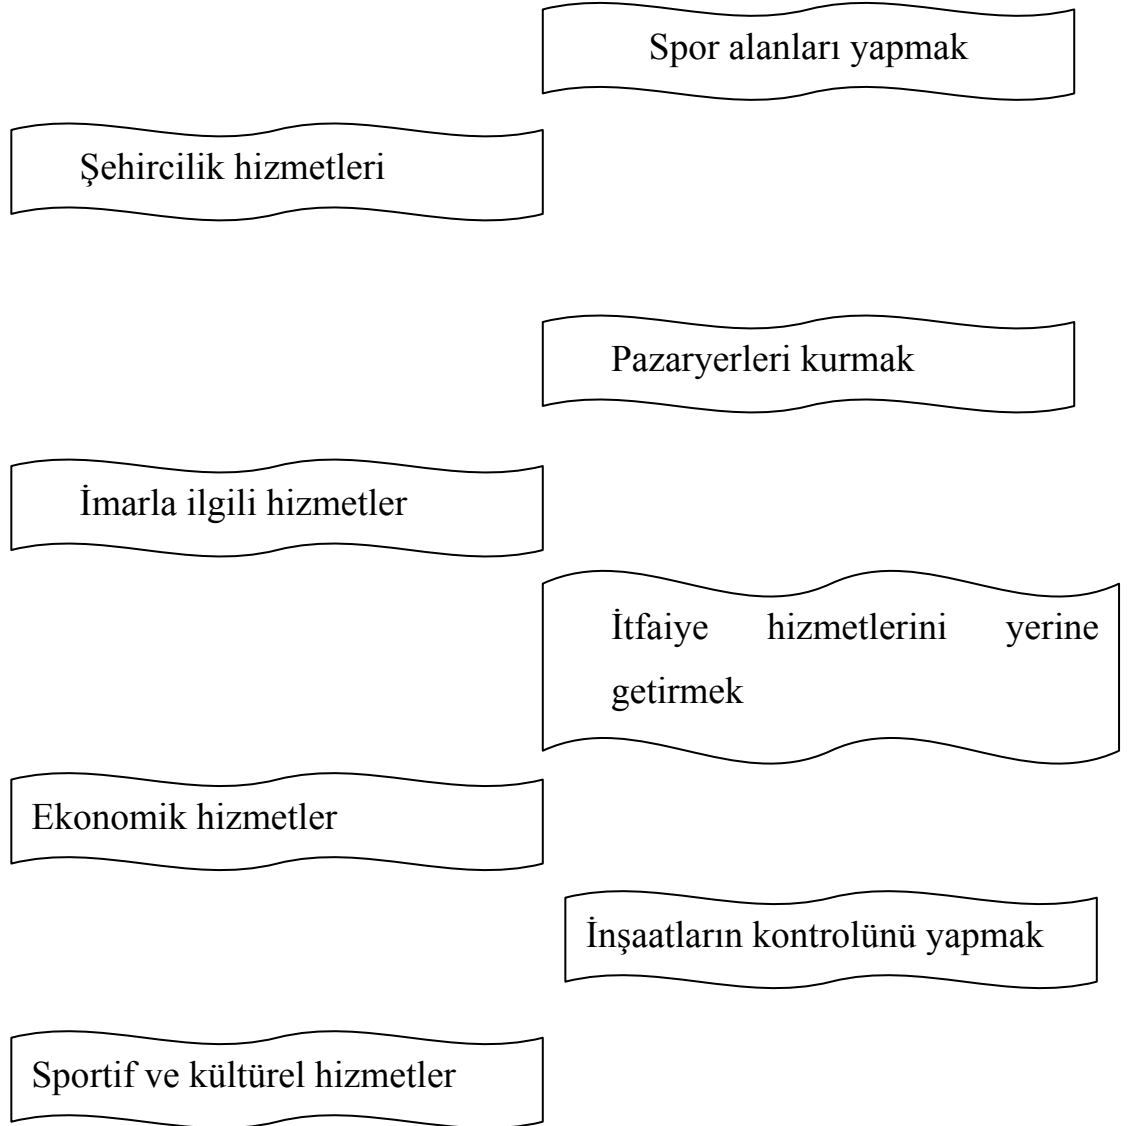 Spor alanları yapmak
Şehircilik hizmetleri
Pazaryerleri kurmak
İmarla ilgili hizmetler
İtfaiye hizmetlerini yerine
getirmek
Ekonomik hizmetler
İnşaatların kontrolünü yapmak
Sportif ve kültürel hizmetler